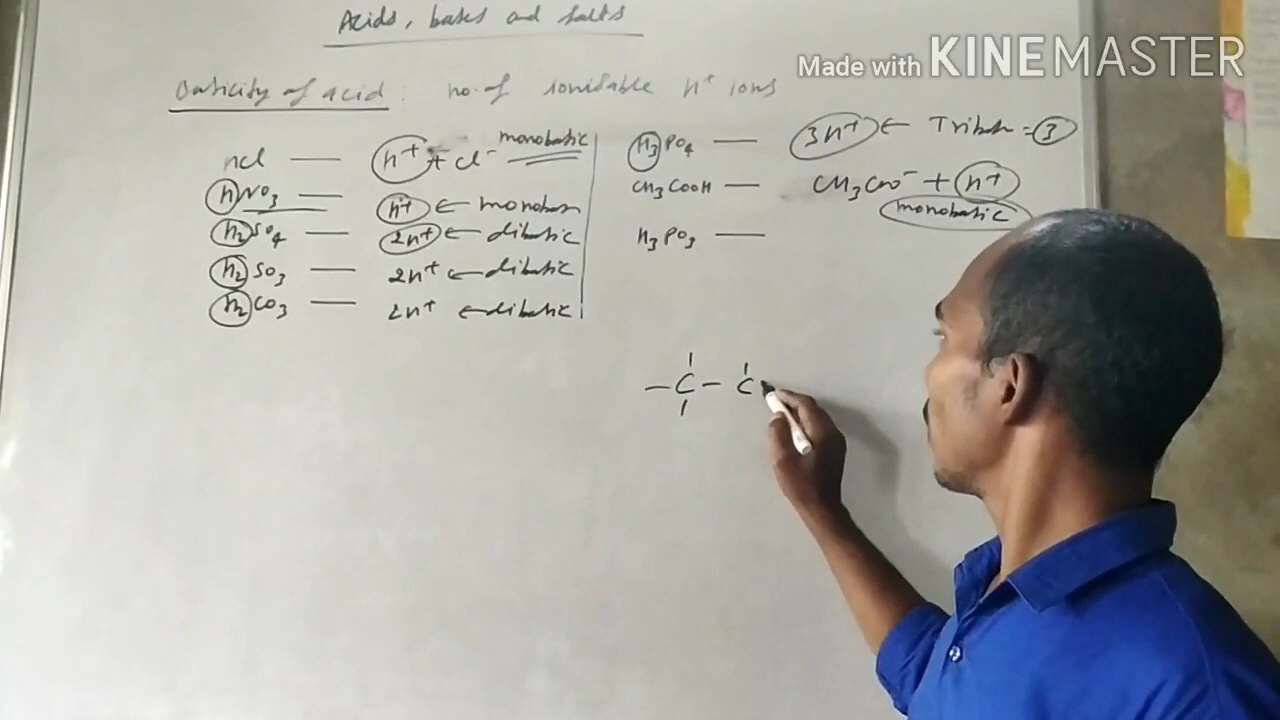 Acids, bases and salts
Made with KINEMASTER
Basicity of acid : no. of ionisable H+ ions
HCl — H+ + Cl- monobasic
HNO3 — H+ ← monobasic
H2SO4 — 2H+ ← dibasic
H2SO3 — 2H+ ← dibasic
H2CO3 — 2H+ ← dibasic
H3PO4 — 3H+ ← Tribasic = 3
CH3COOH — CH3COO- + H+
monobasic
H3PO3 —
– C – C